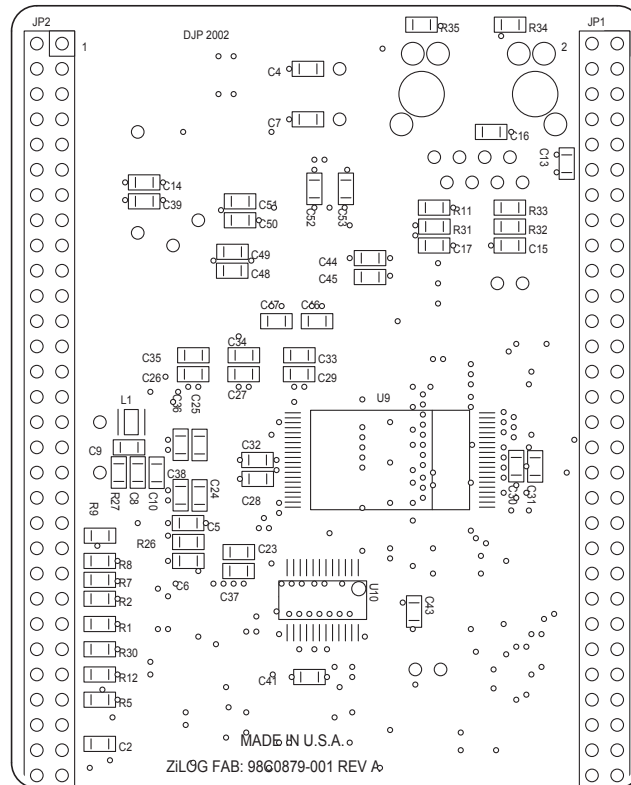 JP2
DJP 2002
R35
R34
JP1
1
2
C4
C7
C16
C13
C14
C39
C51
C50
C52
C53
R11
R33
R31
R32
C17
C15
C49
C48
C44
C45
C67
C66
C35
C34
C33
C26
C27
C29
C36
C25
L1
U9
C9
C32
C38
C24
C28
C30
C31
R27
C8
C10
R9
C5
R26
C23
R8
R7
C6
C37
U10
C43
R2
R1
R30
R12
C41
R5
C2
MADE IN U.S.A.
ZiLOG FAB: 98C0879-001 REV A